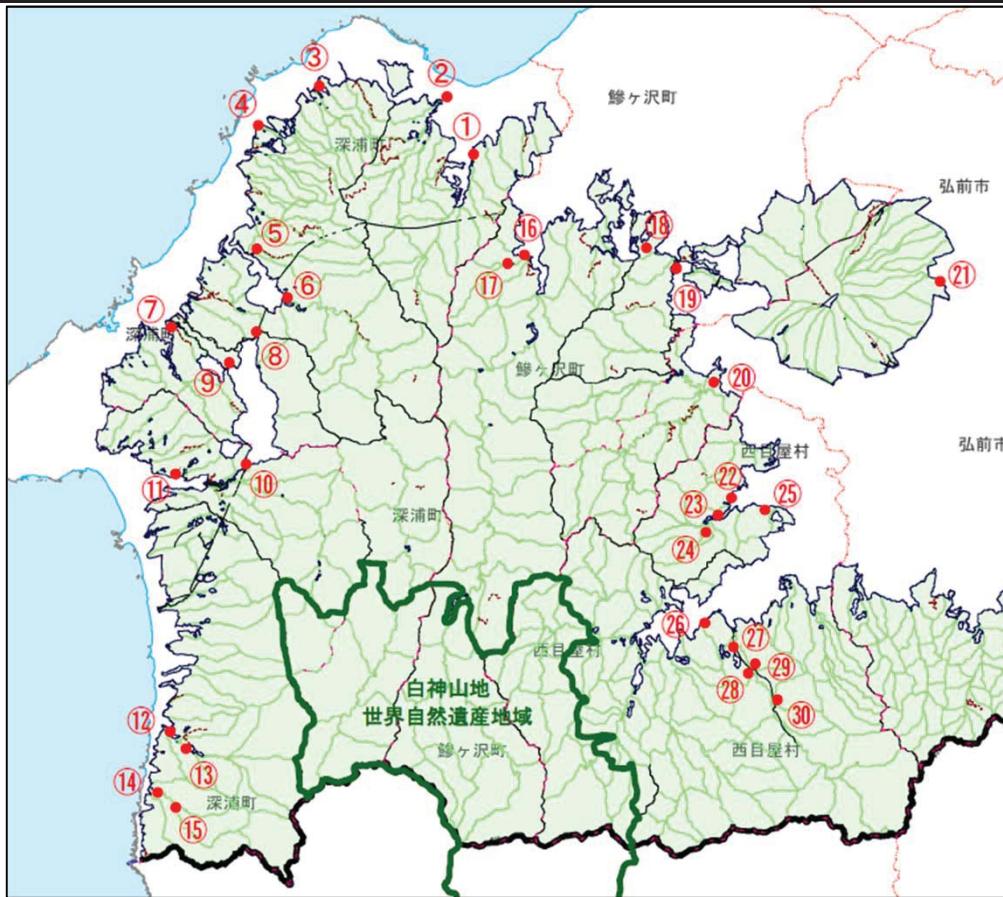 ③
②
鰺ヶ沢町
④
①
深浦町
弘前市
⑤
⑯
⑱
⑰
⑲
㉑
⑥
⑦
深浦町
⑧
⑨
鰺ヶ沢町
⑳
西目屋村
弘前市
⑩
⑪
㉒
㉕
㉓
深浦町
㉔
㉖
㉗
西目屋村
㉙
㉘
白神山地
世界自然遺産地域
㉚
⑫
鰺ヶ沢町
西目屋村
⑬
⑭
深浦町
⑮